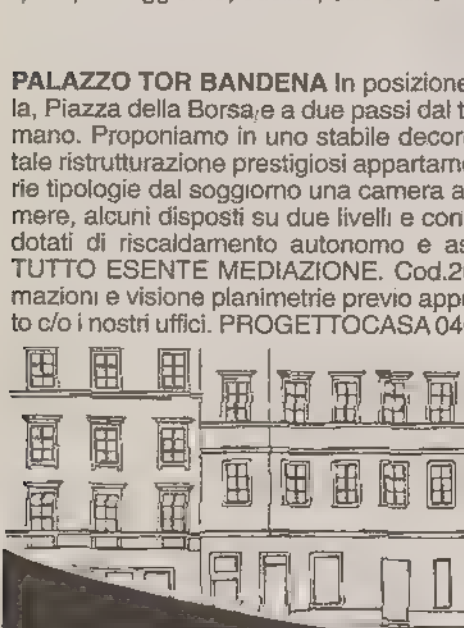 PALAZZO TOR BANDENA In posizione
la, Piazza della Borsa, e a due passi dal t
mano. Proponiamo in uno stabile decor
tale ristrutturazione prestigiosi appartame
rie tipologie dal soggiorno una camera a
mere, alcuni disposti su due livelli e con
dotati di riscaldamento autonomo e as
TUTTO ESENTE MEDIAZIONE. Cod.2
mazioni e visione planimetrie previo appu
to c/o i nostri uffici. PROGETTOCASA 04